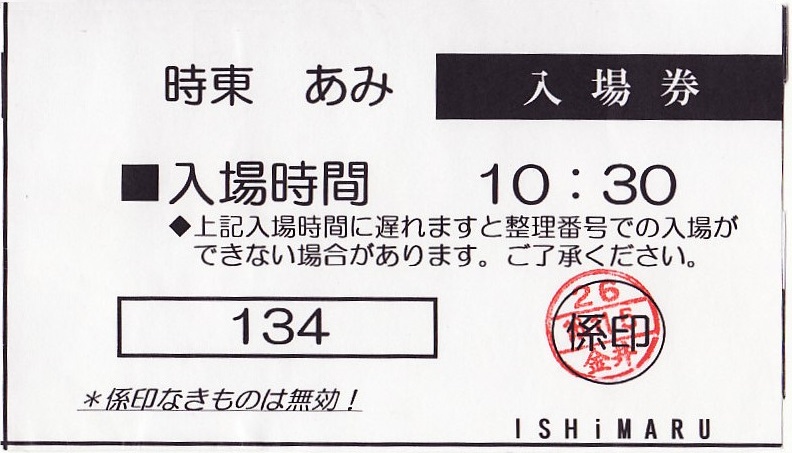 時東 あみ
入場券
■入場時間 10:30
◆上記入場時間に遅れますと整理番号での入場が
できない場合があります。ご了承ください。
134
係印
26
*係印なきものは無効!
ISHiMARU